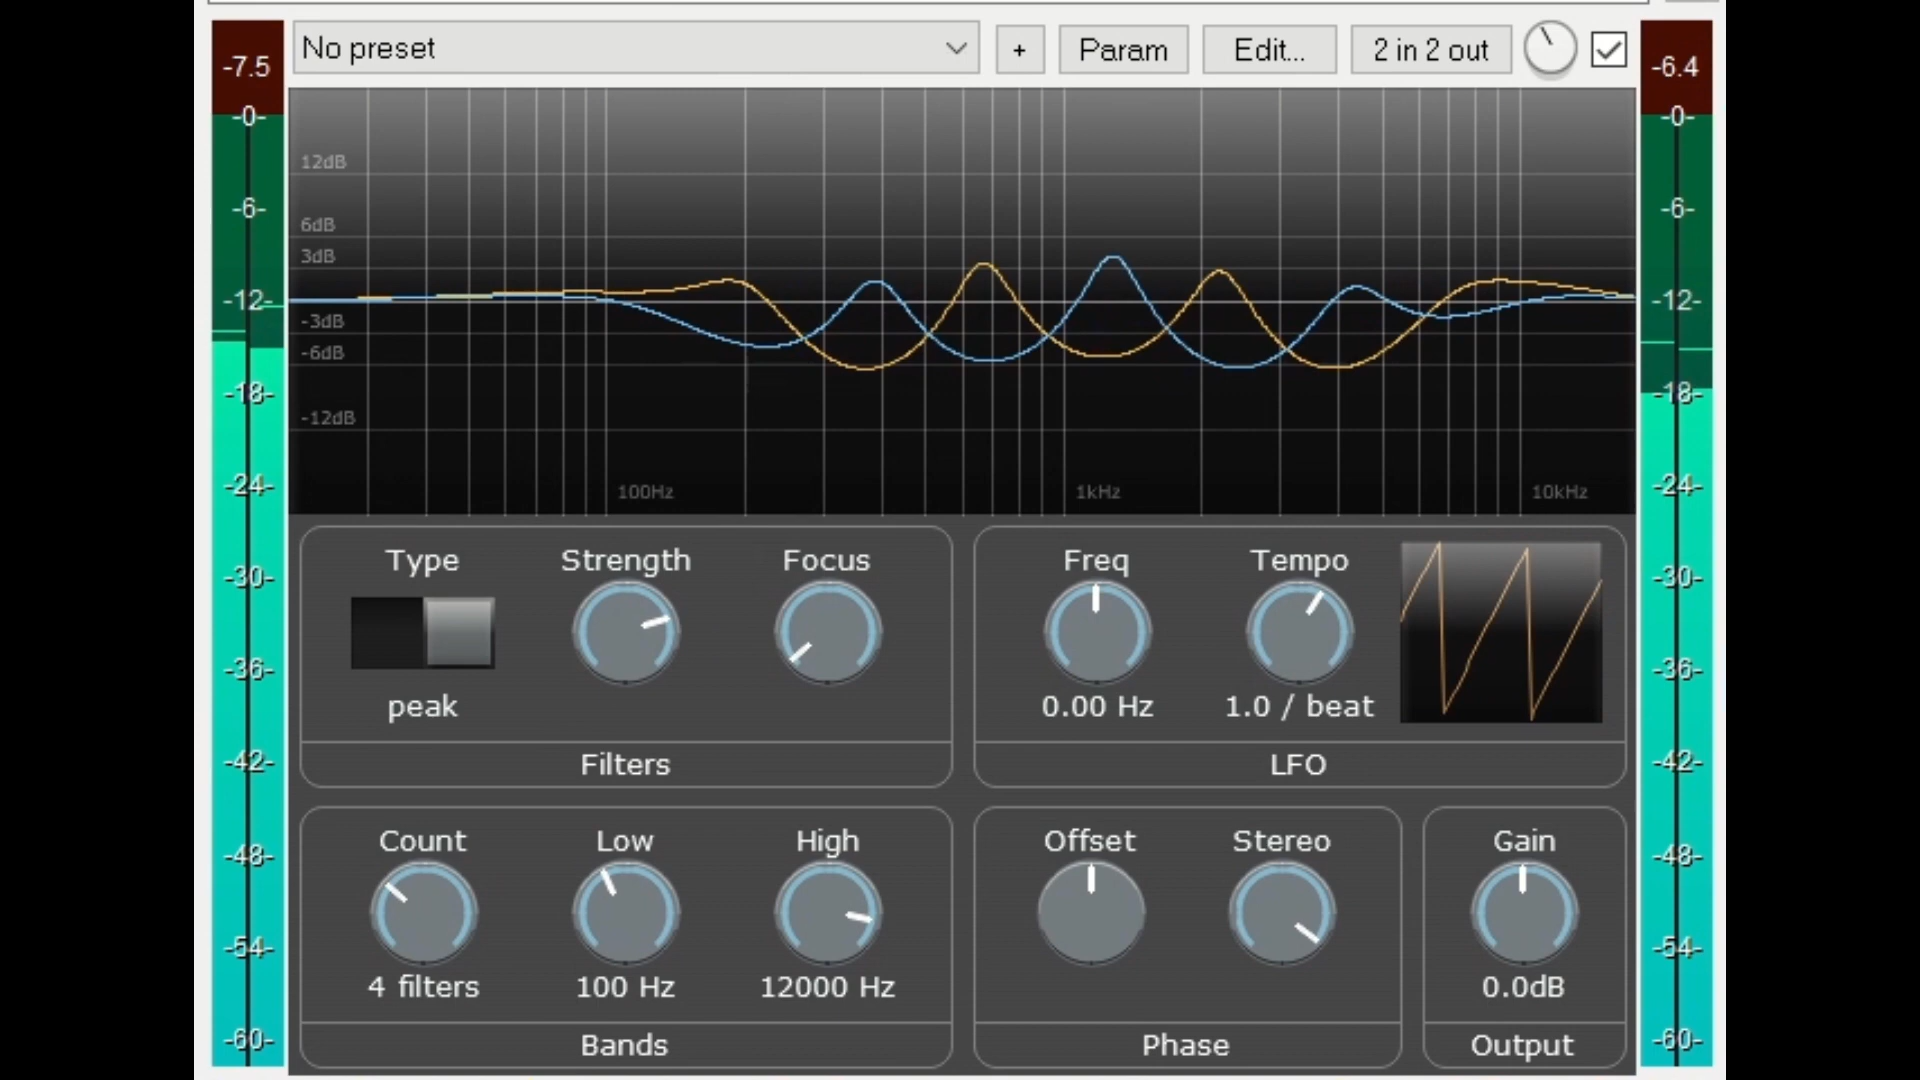 No preset
+
Param
Edit...
2 in 2 out
-7.5
-0-
-6-
-12-
-18-
-24-
-30-
-36-
-42-
-48-
-54-
-60-
12dB
6dB
3dB
-3dB
-6dB
-12dB
100Hz
1kHz
10kHz
-6.4
-0-
-6-
-12-
-18-
-24-
-30-
-36-
-42-
-48-
-54-
-60-
Type
Strength
Focus
peak
Filters
Freq
Tempo
0.00 Hz
1.0 / beat
LFO
Count
Low
High
4 filters
100 Hz
12000 Hz
Bands
Offset
Stereo
Phase
Gain
0.0dB
Output